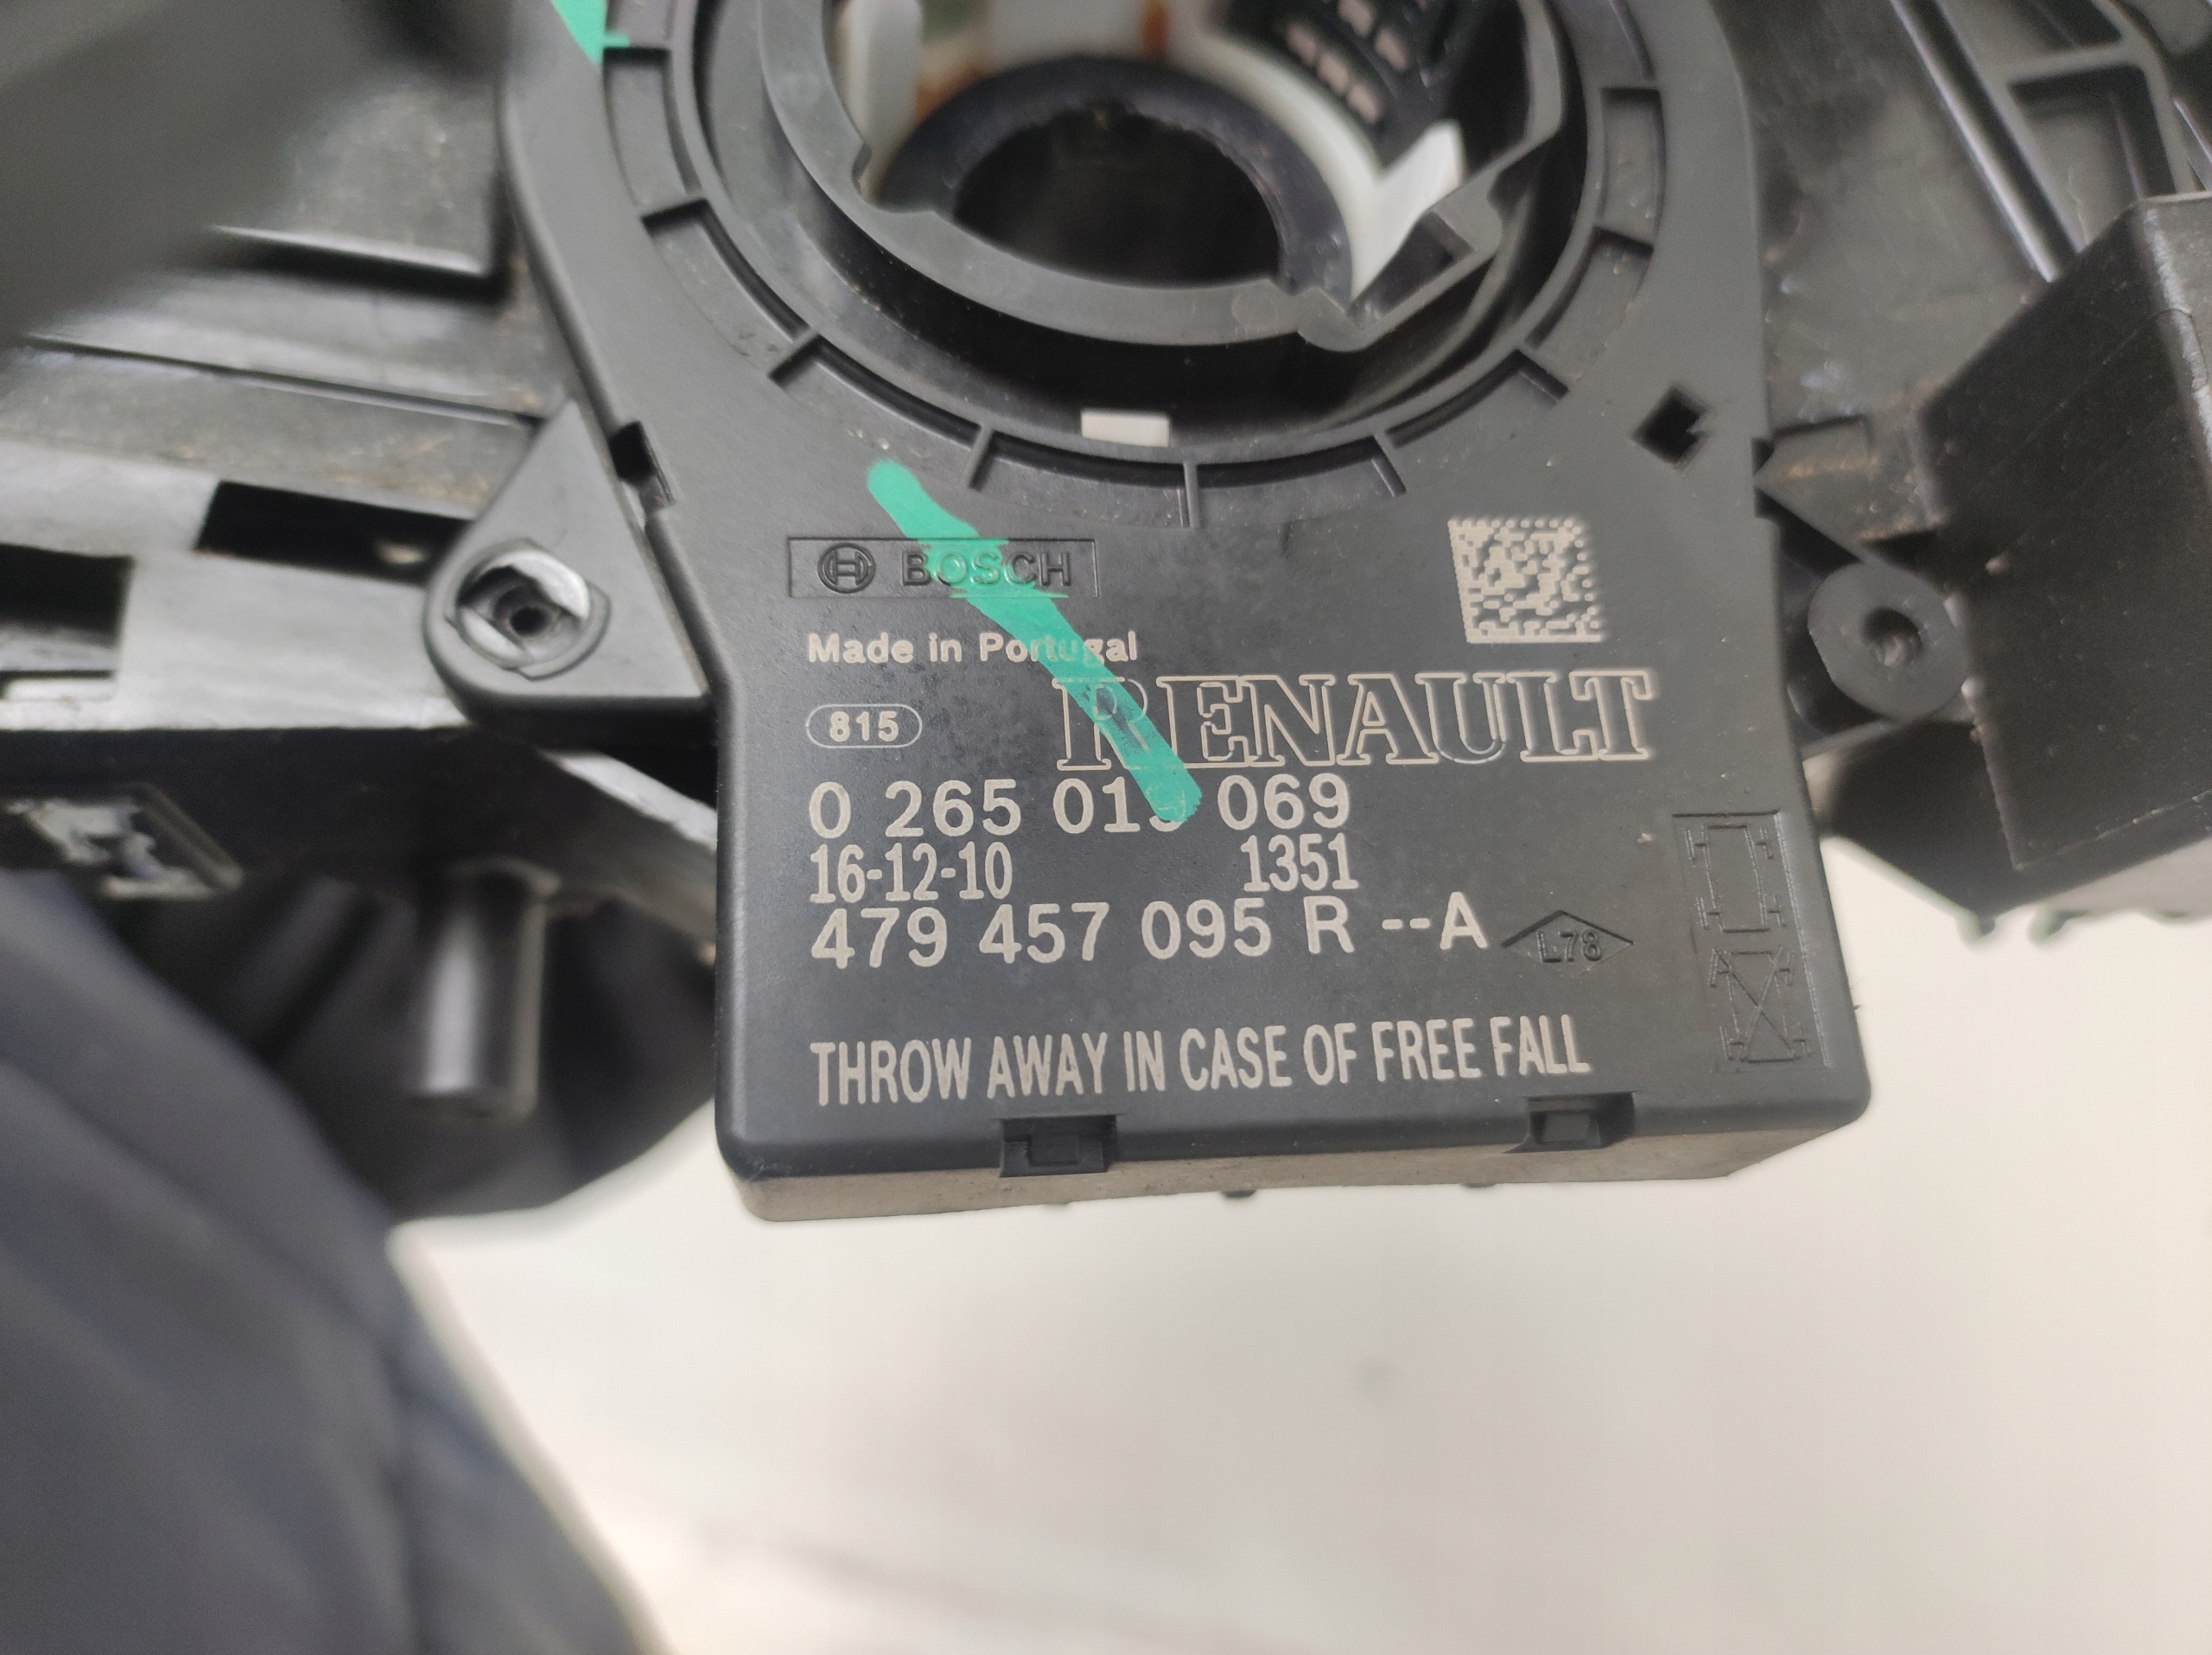 BOSCH
Made in Portugal
815
RENAULT
0 265 019 069
16-12-10 1351
479 457 095 R --A
L78
THROW AWAY IN CASE OF FREE FALL